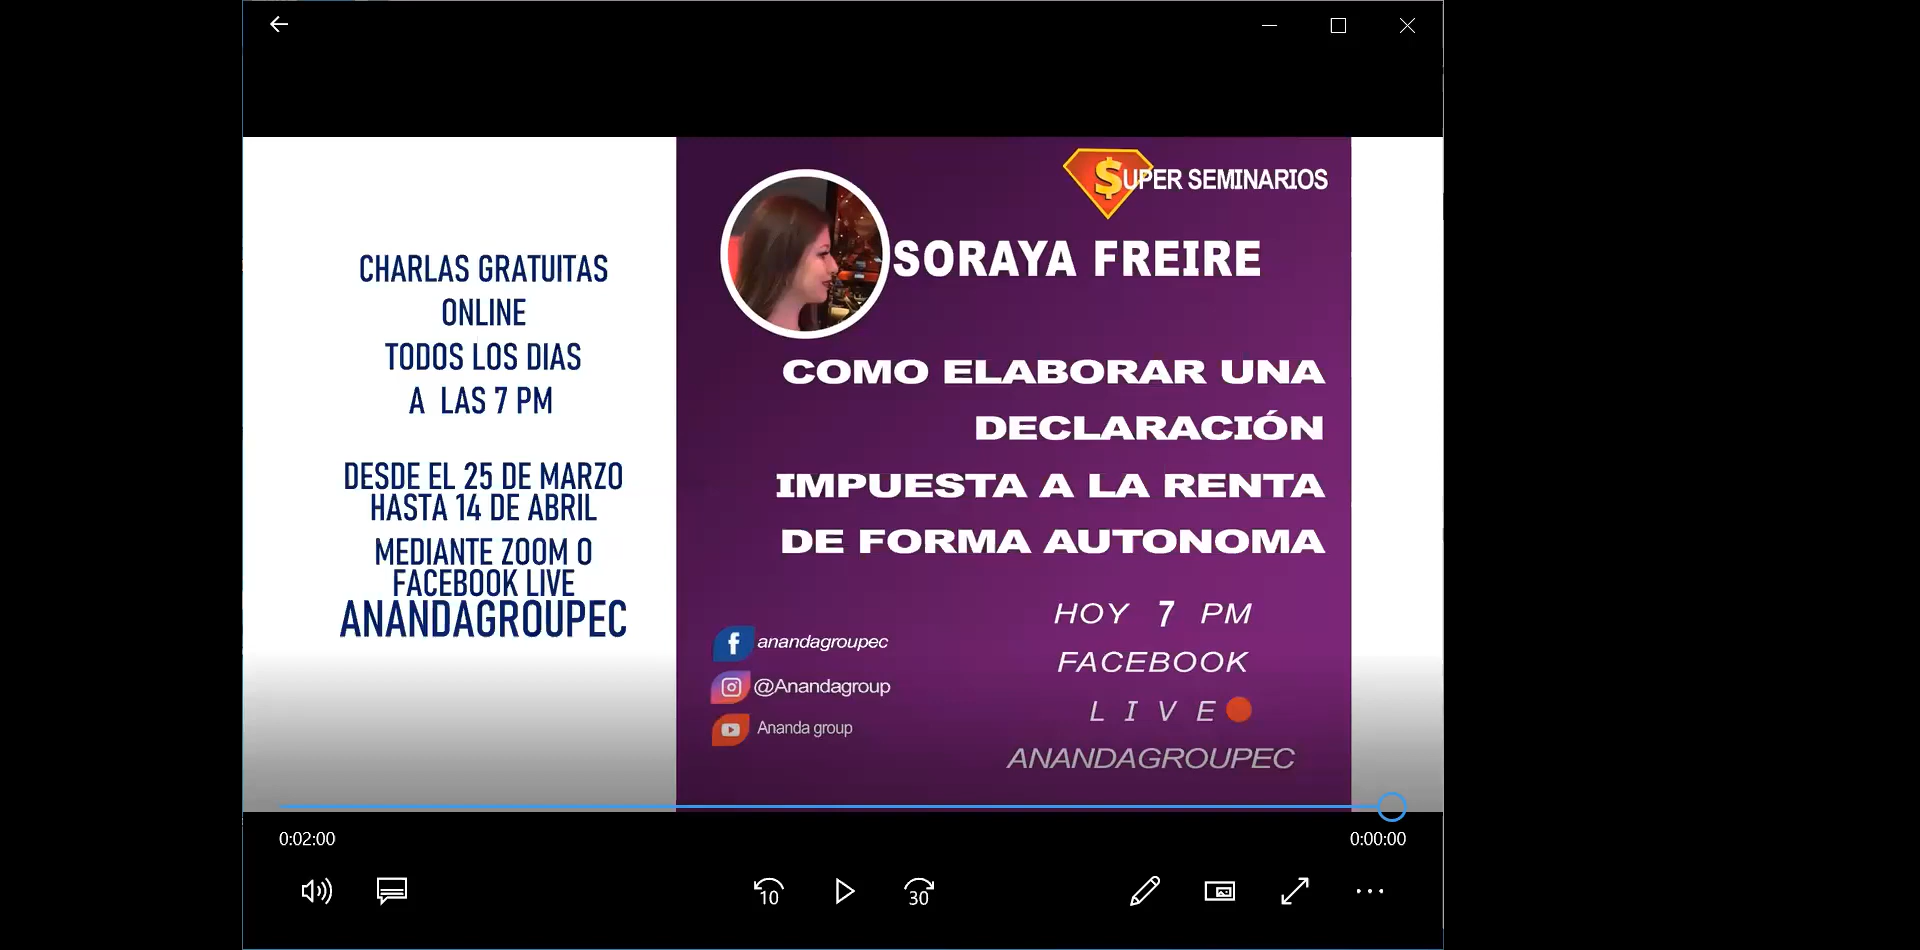 CHARLAS GRATUITAS
ONLINE
TODOS LOS DIAS
A LAS 7 PM
DESDE EL 25 DE MARZO
HASTA 14 DE ABRIL
MEDIANTE ZOOM O
FACEBOOK LIVE
ANANDAGROUPEC
$UPER SEMINARIOS
SORAYA FREIRE
COMO ELABORAR UNA
DECLARACIÓN
IMPUESTA A LA RENTA
DE FORMA AUTONOMA
HOY 7 PM
FACEBOOK
LIVE
ANANDAGROUPEC
anandagroupec
@Anandagroup
Ananda group
0:02:00
0:00:00
10
30